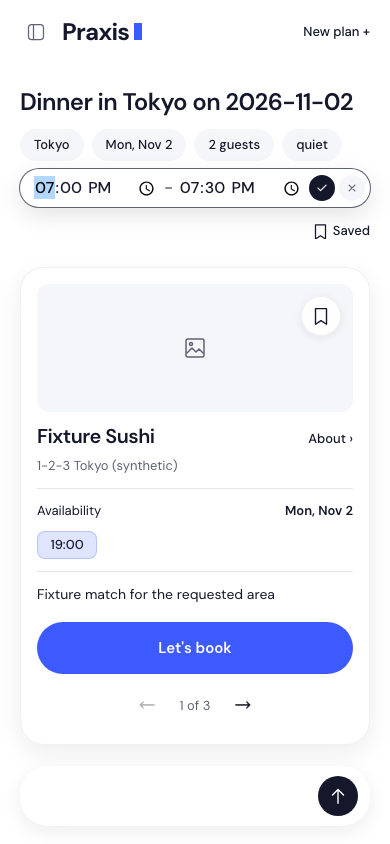 Praxis
New plan +
Dinner in Tokyo on 2026-11-02
Tokyo
Mon, Nov 2
2 guests
quiet
07:00 PM – 07:30 PM
Saved
Fixture Sushi
About ›
1-2-3 Tokyo (synthetic)
Availability
Mon, Nov 2
19:00
Fixture match for the requested area
Let's book
1 of 3